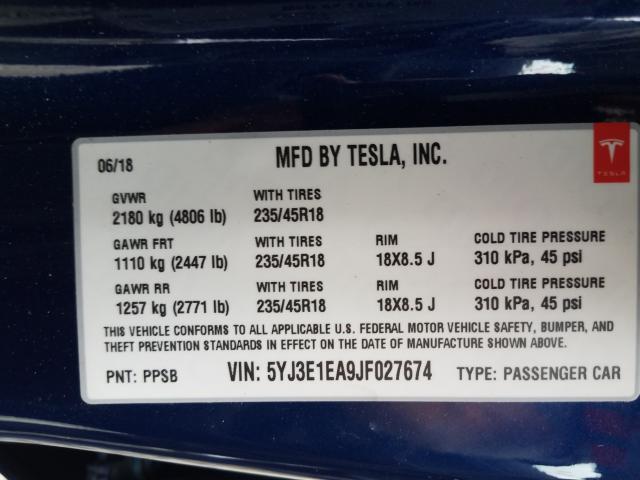 06/18 MFD BY TESLA, INC.
TESLA
GVWR WITH TIRES
2180 kg (4806 lb) 235/45R18
GAWR FRT WITH TIRES RIM COLD TIRE PRESSURE
1110 kg (2447 lb) 235/45R18 18X8.5 J 310 kPa, 45 psi
GAWR RR WITH TIRES RIM COLD TIRE PRESSURE
1257 kg (2771 lb) 235/45R18 18X8.5 J 310 kPa, 45 psi
THIS VEHICLE CONFORMS TO ALL APPLICABLE U.S. FEDERAL MOTOR VEHICLE SAFETY, BUMPER, AND
THEFT PREVENTION STANDARDS IN EFFECT ON THE DATE OF MANUFACTURE SHOWN ABOVE.
PNT: PPSB VIN: 5YJ3E1EA9JF027674 TYPE: PASSENGER CAR